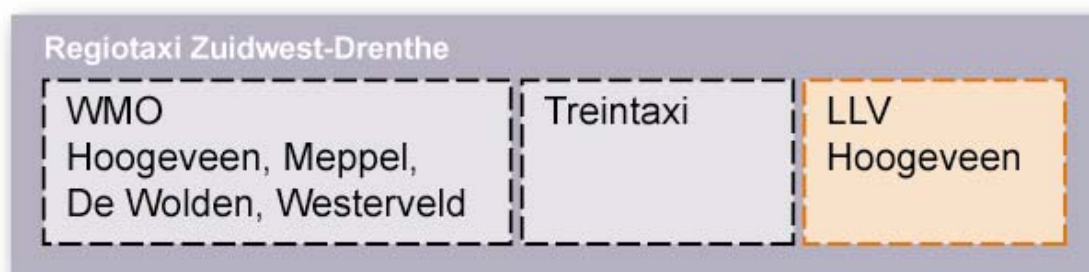 Regiotaxi Zuidwest-Drenthe
WMO
Hoogeveen, Meppel,
De Wolden, Westerveld
Treintaxi
LLV
Hoogeveen